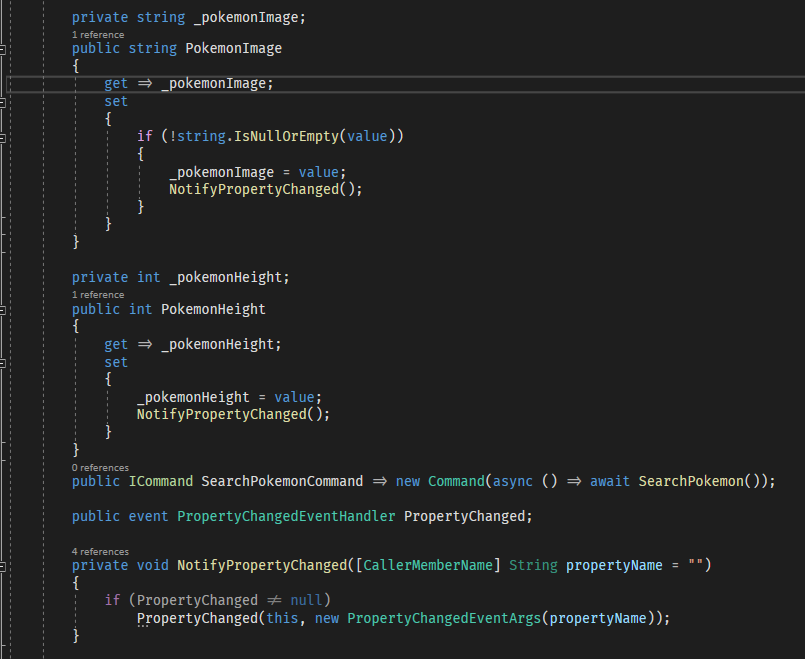 private string _pokemonImage;
1 reference
public string PokemonImage
{
get => _pokemonImage;
set
{
if (!string.IsNullOrEmpty(value))
{
_pokemonImage = value;
NotifyPropertyChanged();
}
}
}
private int _pokemonHeight;
1 reference
public int PokemonHeight
{
get => _pokemonHeight;
set
{
_pokemonHeight = value;
NotifyPropertyChanged();
}
}
0 references
public ICommand SearchPokemonCommand => new Command(async () => await SearchPokemon());
public event PropertyChangedEventHandler PropertyChanged;
4 references
private void NotifyPropertyChanged([CallerMemberName] String propertyName = "")
{
if (PropertyChanged != null)
PropertyChanged(this, new PropertyChangedEventArgs(propertyName));
}